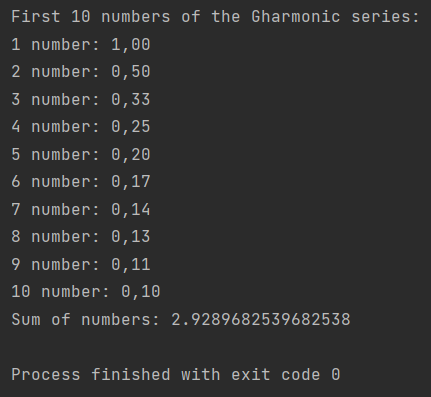 First 10 numbers of the Gharmonic series:
1 number: 1,00
2 number: 0,50
3 number: 0,33
4 number: 0,25
5 number: 0,20
6 number: 0,17
7 number: 0,14
8 number: 0,13
9 number: 0,11
10 number: 0,10
Sum of numbers: 2.9289682539682538
Process finished with exit code 0